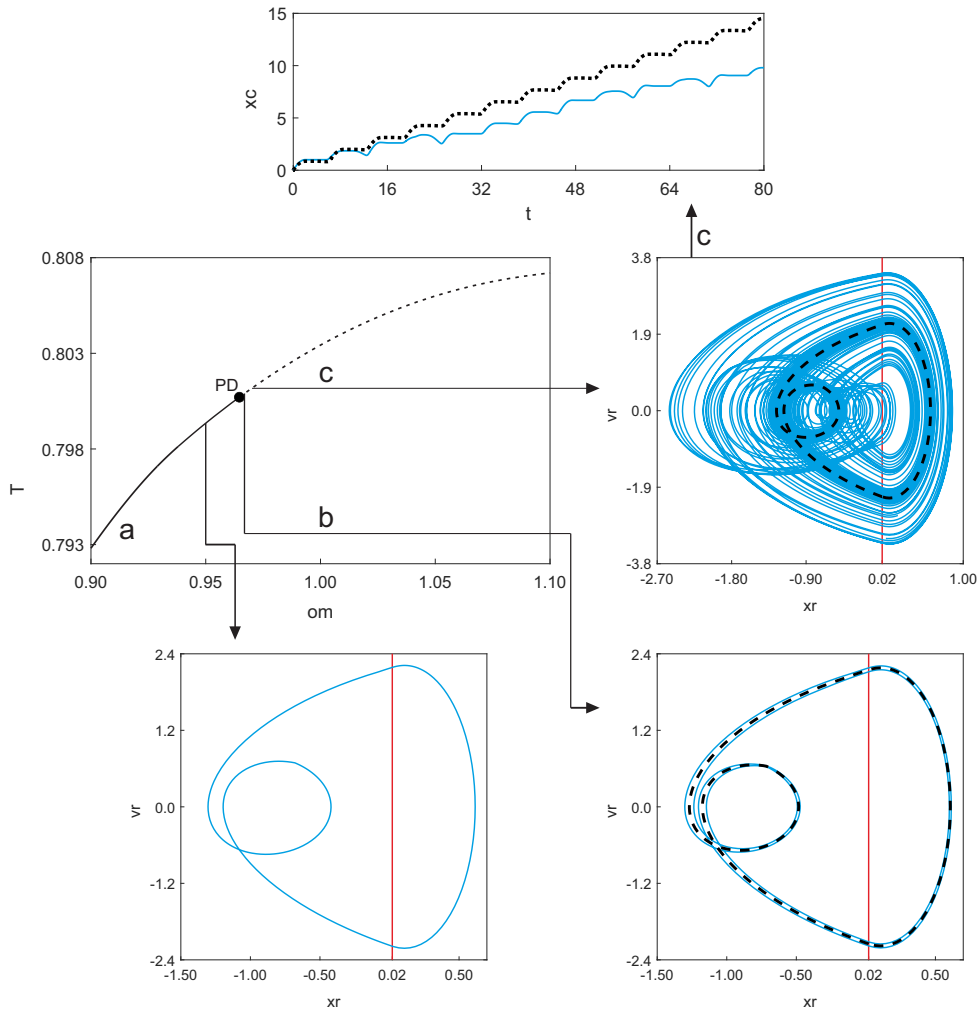 15
10
5
0
xc
0 16 32 48 64 80
t
c
0.808
0.803
0.798
0.793
T
PD
c
a
b
0.90 0.95 1.00 1.05 1.10
om
3.8
1.9
0.0
-1.9
-3.8
vr
-2.70 -1.80 -0.90 0.02 1.00
xr
2.4
1.2
0.0
-1.2
-2.4
vr
-1.50 -1.00 -0.50 0.02 0.50
xr
2.4
1.2
0.0
-1.2
-2.4
vr
-1.50 -1.00 -0.50 0.02 0.50
xr